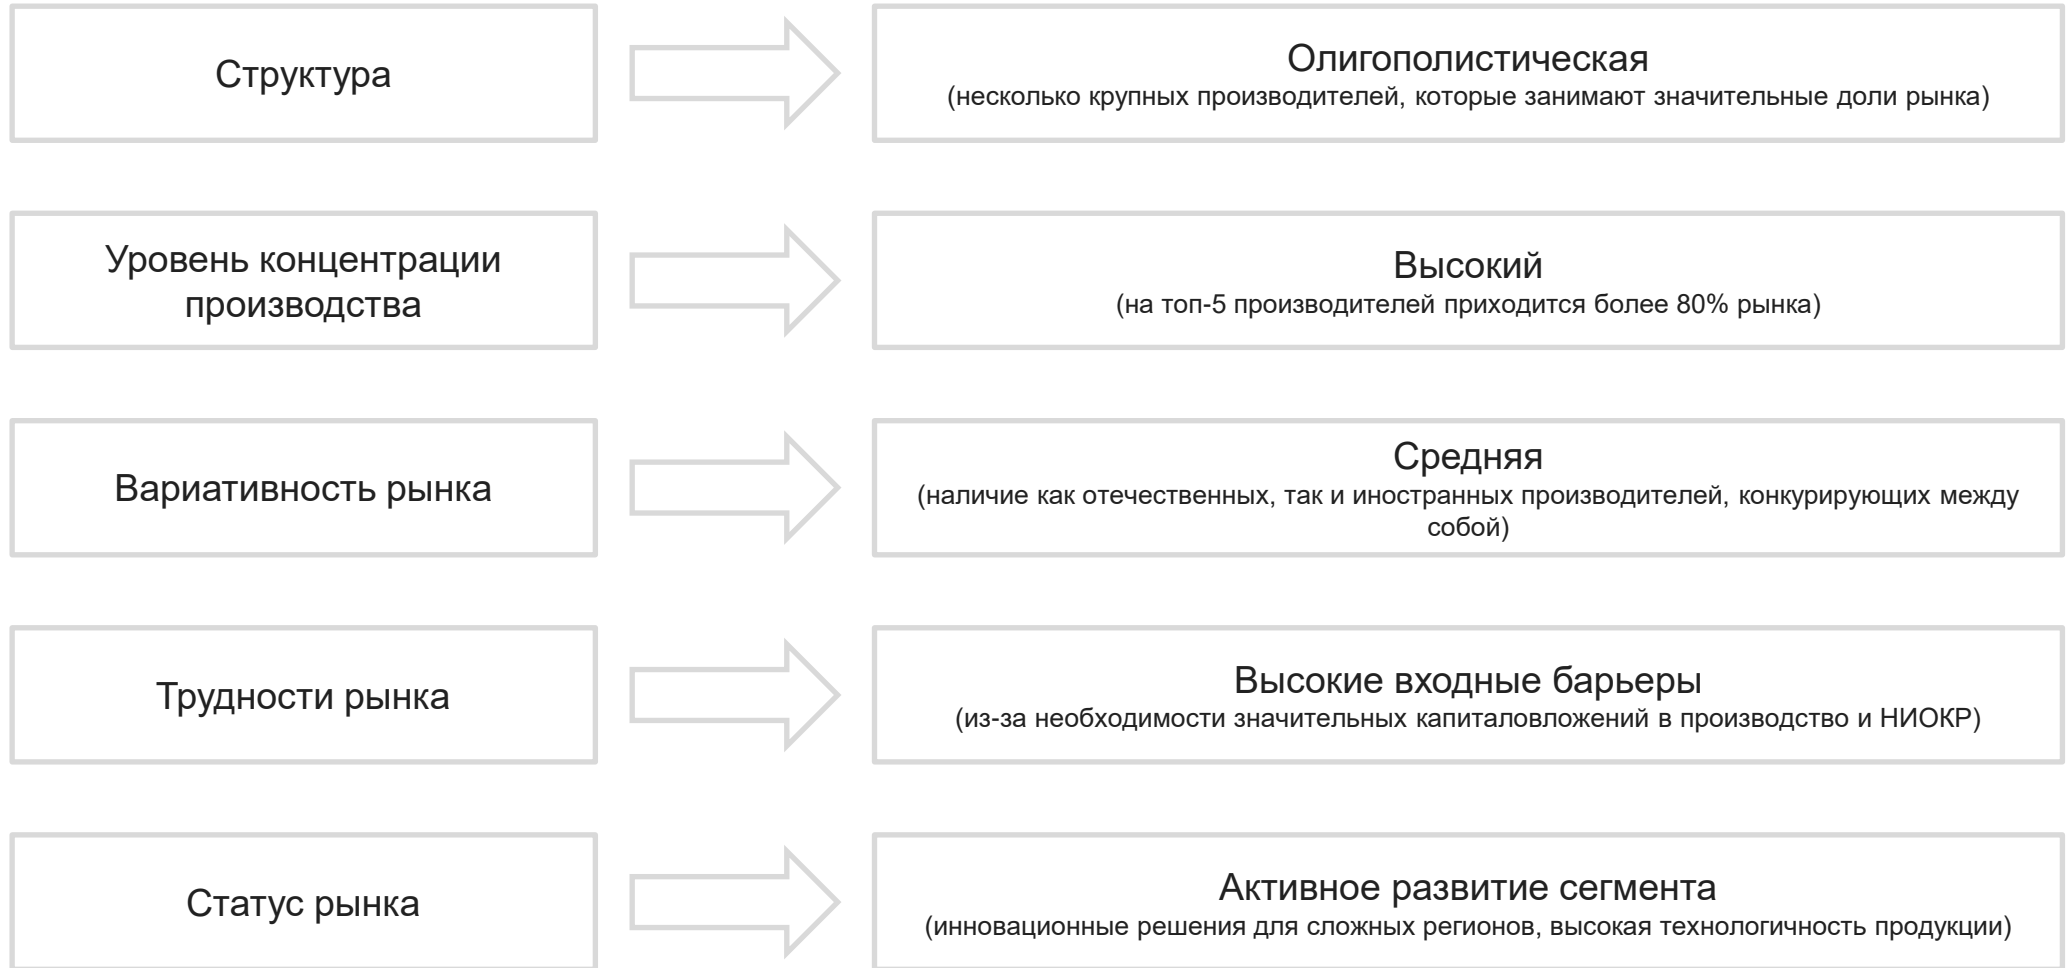 Структура
Олигополистическая
(несколько крупных производителей, которые занимают значительные доли рынка)
Уровень концентрации
производства
Высокий
(на топ-5 производителей приходится более 80% рынка)
Вариативность рынка
Средняя
(наличие как отечественных, так и иностранных производителей, конкурирующих между
собой)
Трудности рынка
Высокие входные барьеры
(из-за необходимости значительных капиталовложений в производство и НИОКР)
Статус рынка
Активное развитие сегмента
(инновационные решения для сложных регионов, высокая технологичность продукции)